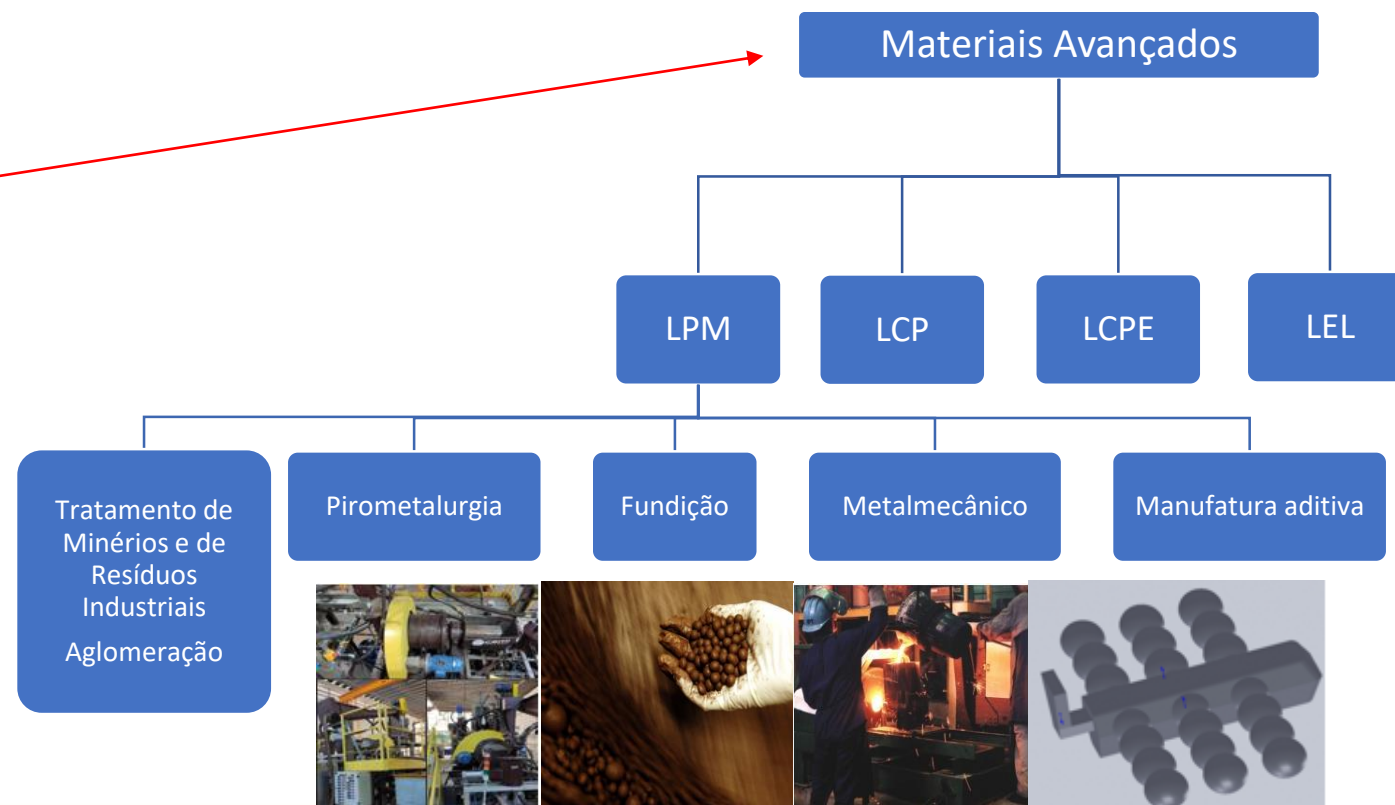 Materiais Avançados
LPM
LCP
LCPE
LEL
Tratamento de
Minérios e de
Resíduos
Industriais
Aglomeração
Pirometalurgia
Fundição
Metalmecânico
Manufatura aditiva